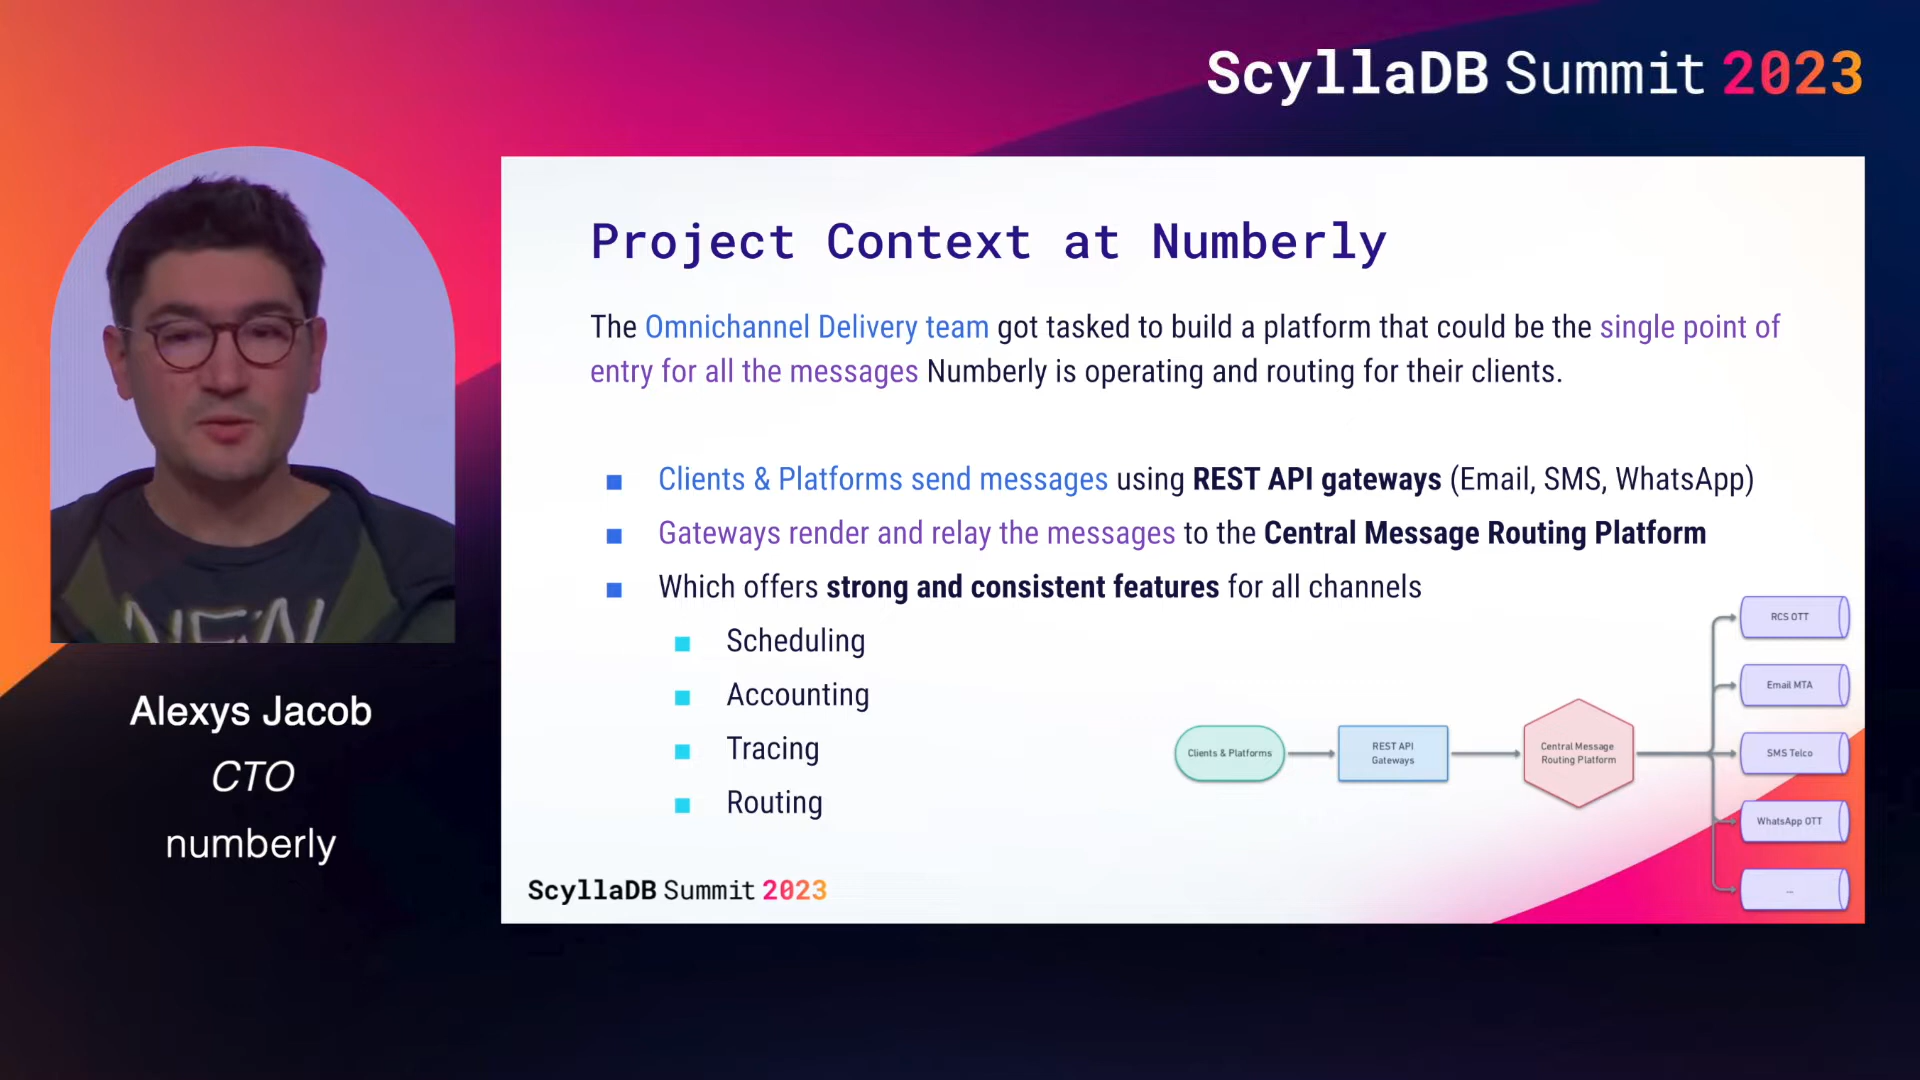 ScyllaDB Summit 2023
Project Context at Numberly
The Omnichannel Delivery team got tasked to build a platform that could be the single point of
entry for all the messages Numberly is operating and routing for their clients.
Clients & Platforms send messages using REST API gateways (Email, SMS, WhatsApp)
Gateways render and relay the messages to the Central Message Routing Platform
Which offers strong and consistent features for all channels
Scheduling
Accounting
Tracing
Routing
Clients & Platforms
REST API
Gateways
Central Message
Routing Platform
RCS OTT
Email MTA
SMS Telco
WhatsApp OTT
...
ScyllaDB Summit 2023
NEW
Alexys Jacob
CTO
numberly